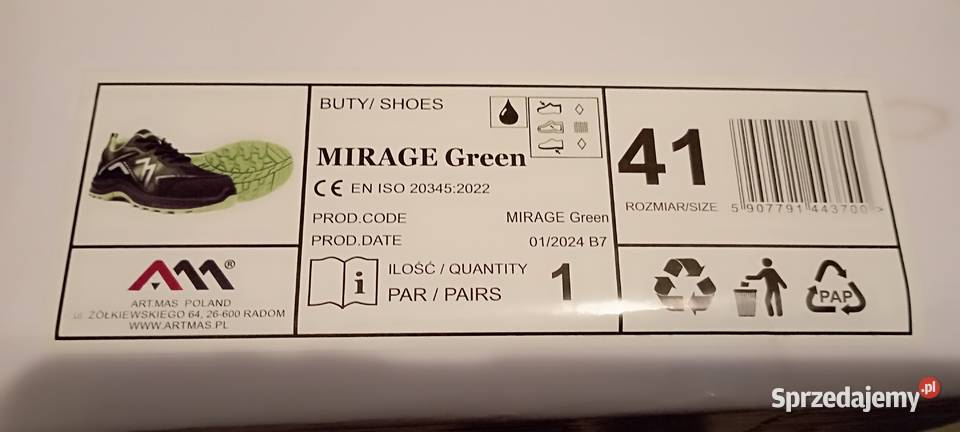 BUTY/ SHOES
MIRAGE Green
CE EN ISO 20345:2022
PROD.CODE MIRAGE Green
PROD.DATE 01/2024 B7
i
ILOŚĆ / QUANTITY 1
PAR / PAIRS
41
ROZMIAR/SIZE
5 907791 443700 >
AM®
ART.MAS POLAND
ul. ŻÓŁKIEWSKIEGO 64, 26-600 RADOM
WWW.ARTMAS.PL
PAP
Sprzedajemy.pl